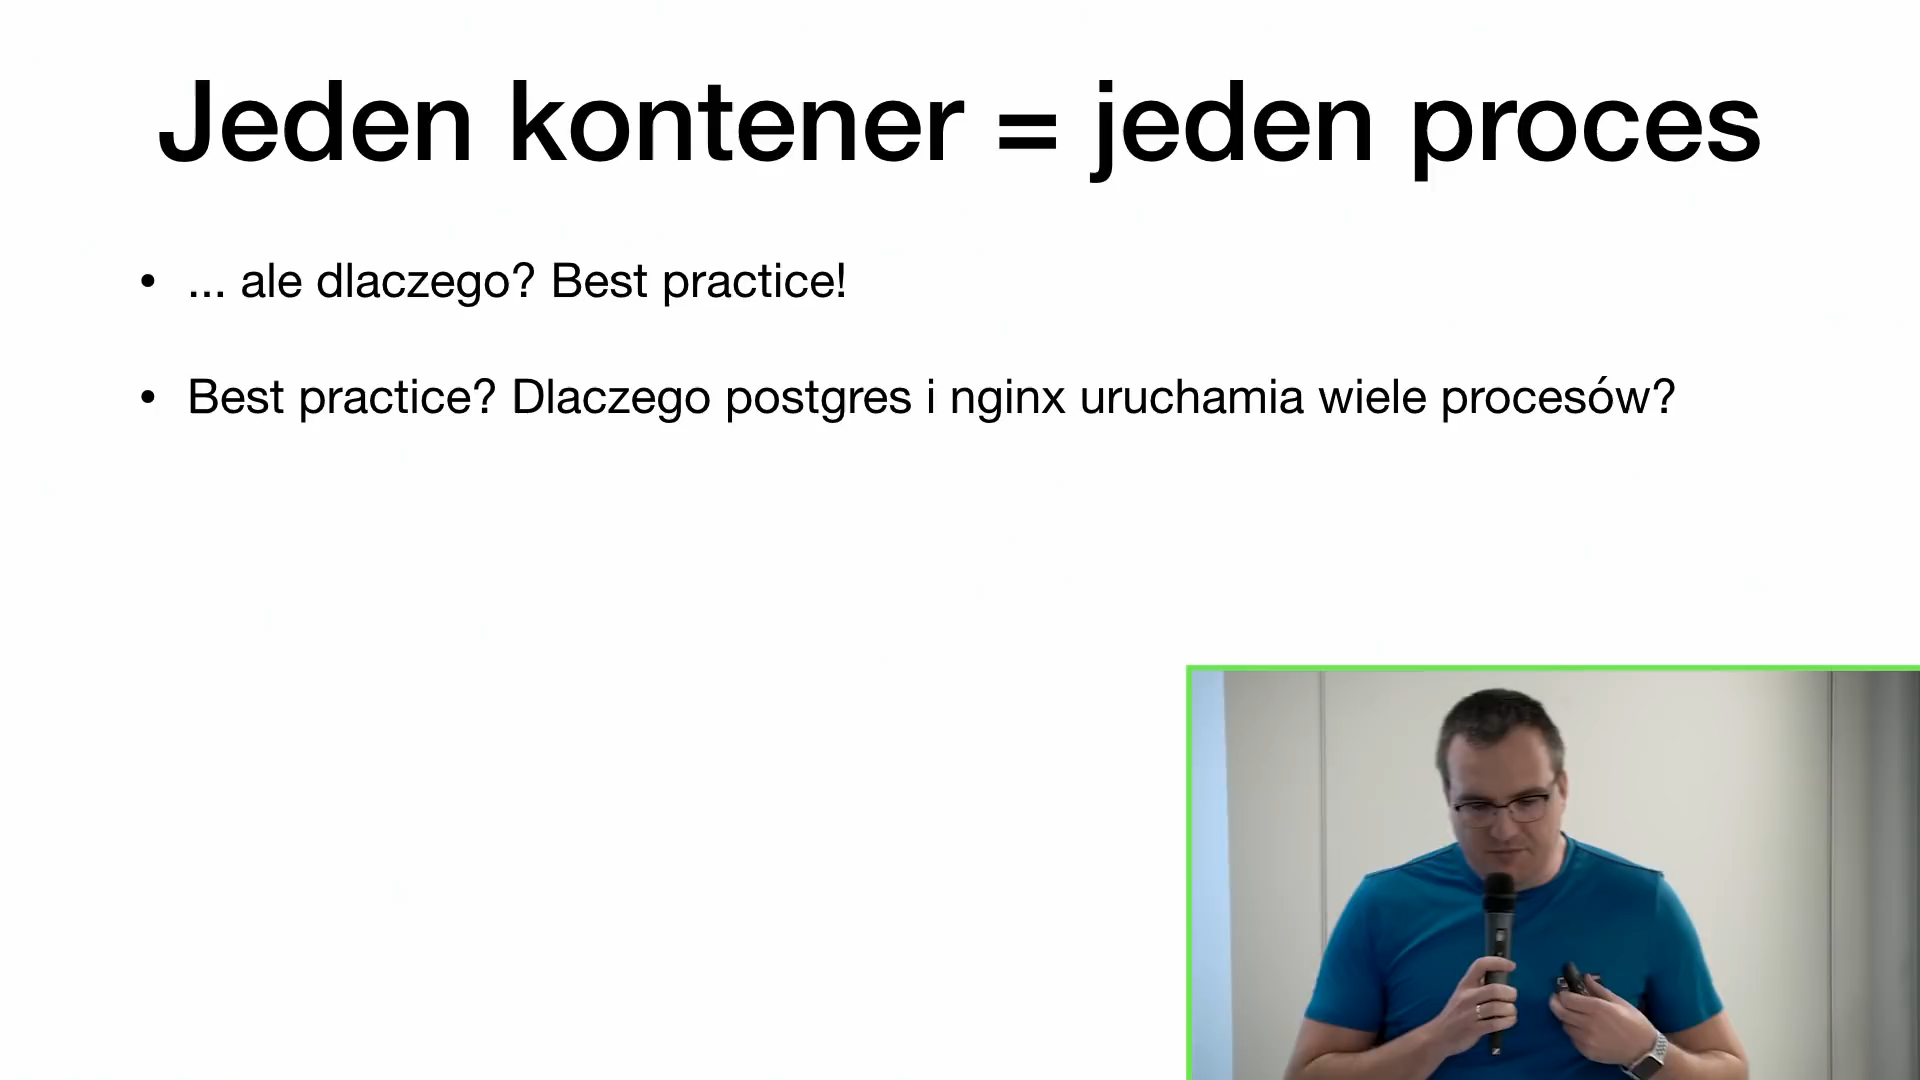 Jeden kontener = jeden proces
• ... ale dlaczego? Best practice!
• Best practice? Dlaczego postgres i nginx uruchamia wiele procesów?